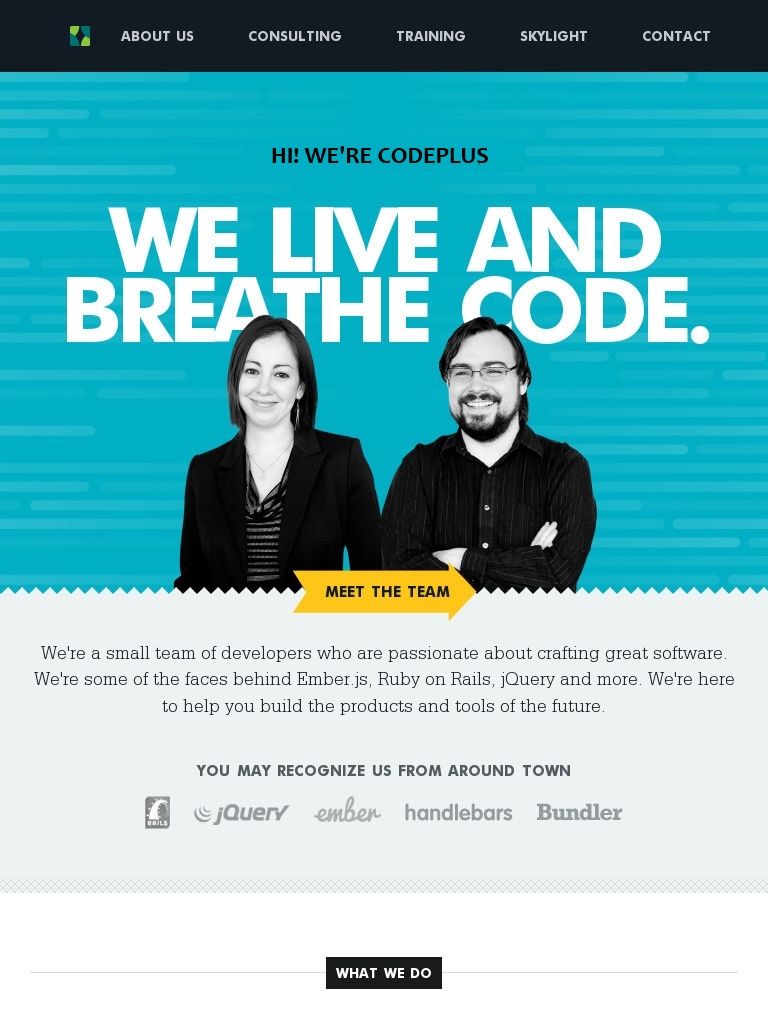 ABOUT US CONSULTING TRAINING SKYLIGHT CONTACT
HI! WE'RE CODEPLUS
WE LIVE AND
BREATHE CODE.
MEET THE TEAM
We're a small team of developers who are passionate about crafting great software.
We're some of the faces behind Ember.js, Ruby on Rails, jQuery and more. We're here
to help you build the products and tools of the future.
YOU MAY RECOGNIZE US FROM AROUND TOWN
RAILS jQuery ember handlebars Bundler
WHAT WE DO